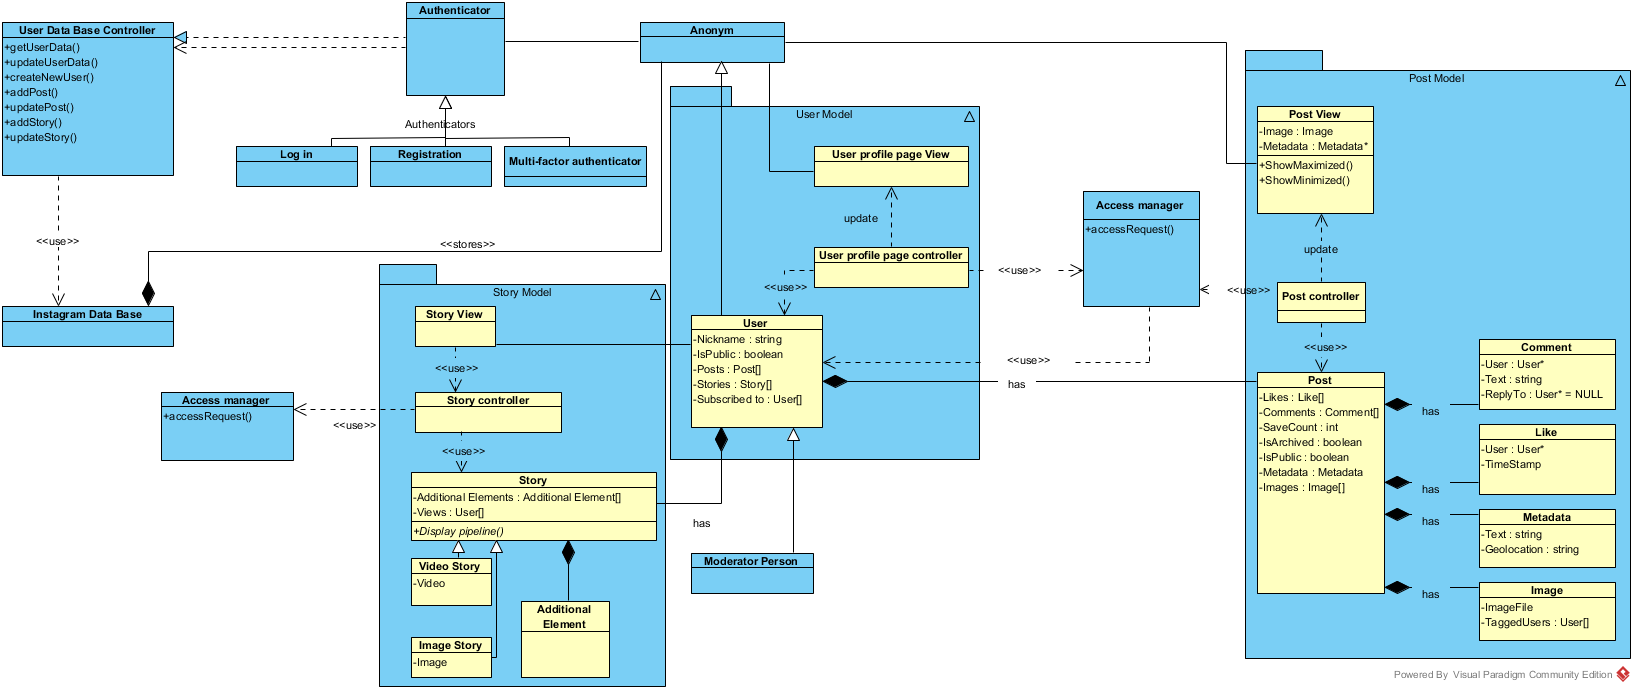 User Data Base Controller
+getUserData()
+updateUserData()
+createNewUser()
+addPost()
+updatePost()
+addStory()
+updateStory()
Authenticator
Authenticators
Log in
Registration
Multi-factor authenticator
Anonym
<<use>>
<<stores>>
Instagram Data Base
User Model
User profile page View
update
User profile page controller
<<use>>
<<use>>
User
-Nickname : string
-IsPublic : boolean
-Posts : Post[]
-Stories : Story[]
-Subscribed to : User[]
Access manager
+accessRequest()
<<use>>
<<use>>
has
Story Model
Story View
<<use>>
Story controller
<<use>>
Story
-Additional Elements : Additional Element[]
-Views : User[]
+Display pipeline()
Video Story
-Video
Image Story
-Image
Additional
Element
Access manager
+accessRequest()
<<use>>
has
Moderator Person
Post Model
Post View
-Image : Image
-Metadata : Metadata*
+ShowMaximized()
+ShowMinimized()
update
Post controller
<<use>>
Post
-Likes : Like[]
-Comments : Comment[]
-SaveCount : int
-IsArchived : boolean
-IsPublic : boolean
-Metadata : Metadata
-Images : Image[]
has
Comment
-User : User*
-Text : string
-ReplyTo : User* = NULL
has
Like
-User : User*
-TimeStamp
has
Metadata
-Text : string
-Geolocation : string
has
Image
-ImageFile
-TaggedUsers : User[]
Powered By Visual Paradigm Community Edition